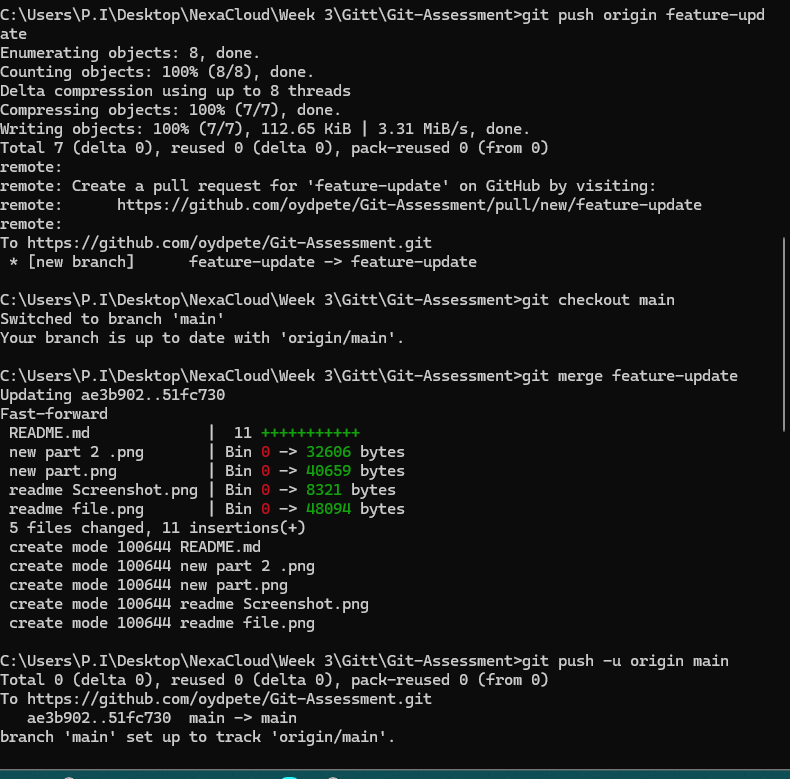 C:\Users\P.I\Desktop\NexaCloud\Week 3\Gitt\Git-Assessment>git push origin feature-upd
ate
Enumerating objects: 8, done.
Counting objects: 100% (8/8), done.
Delta compression using up to 8 threads
Compressing objects: 100% (7/7), done.
Writing objects: 100% (7/7), 112.65 KiB | 3.31 MiB/s, done.
Total 7 (delta 0), reused 0 (delta 0), pack-reused 0 (from 0)
remote:
remote: Create a pull request for 'feature-update' on GitHub by visiting:
remote:      https://github.com/oydpete/Git-Assessment/pull/new/feature-update
remote:
To https://github.com/oydpete/Git-Assessment.git
 * [new branch]      feature-update -> feature-update
C:\Users\P.I\Desktop\NexaCloud\Week 3\Gitt\Git-Assessment>git checkout main
Switched to branch 'main'
Your branch is up to date with 'origin/main'.
C:\Users\P.I\Desktop\NexaCloud\Week 3\Gitt\Git-Assessment>git merge feature-update
Updating ae3b902..51fc730
Fast-forward
 README.md             |  11 +++++++++++
 new part 2 .png       | Bin 0 -> 32606 bytes
 new part.png          | Bin 0 -> 40659 bytes
 readme Screenshot.png | Bin 0 -> 8321 bytes
 readme file.png       | Bin 0 -> 48094 bytes
 5 files changed, 11 insertions(+)
 create mode 100644 README.md
 create mode 100644 new part 2 .png
 create mode 100644 new part.png
 create mode 100644 readme Screenshot.png
 create mode 100644 readme file.png
C:\Users\P.I\Desktop\NexaCloud\Week 3\Gitt\Git-Assessment>git push -u origin main
Total 0 (delta 0), reused 0 (delta 0), pack-reused 0 (from 0)
To https://github.com/oydpete/Git-Assessment.git
   ae3b902..51fc730  main -> main
branch 'main' set up to track 'origin/main'.